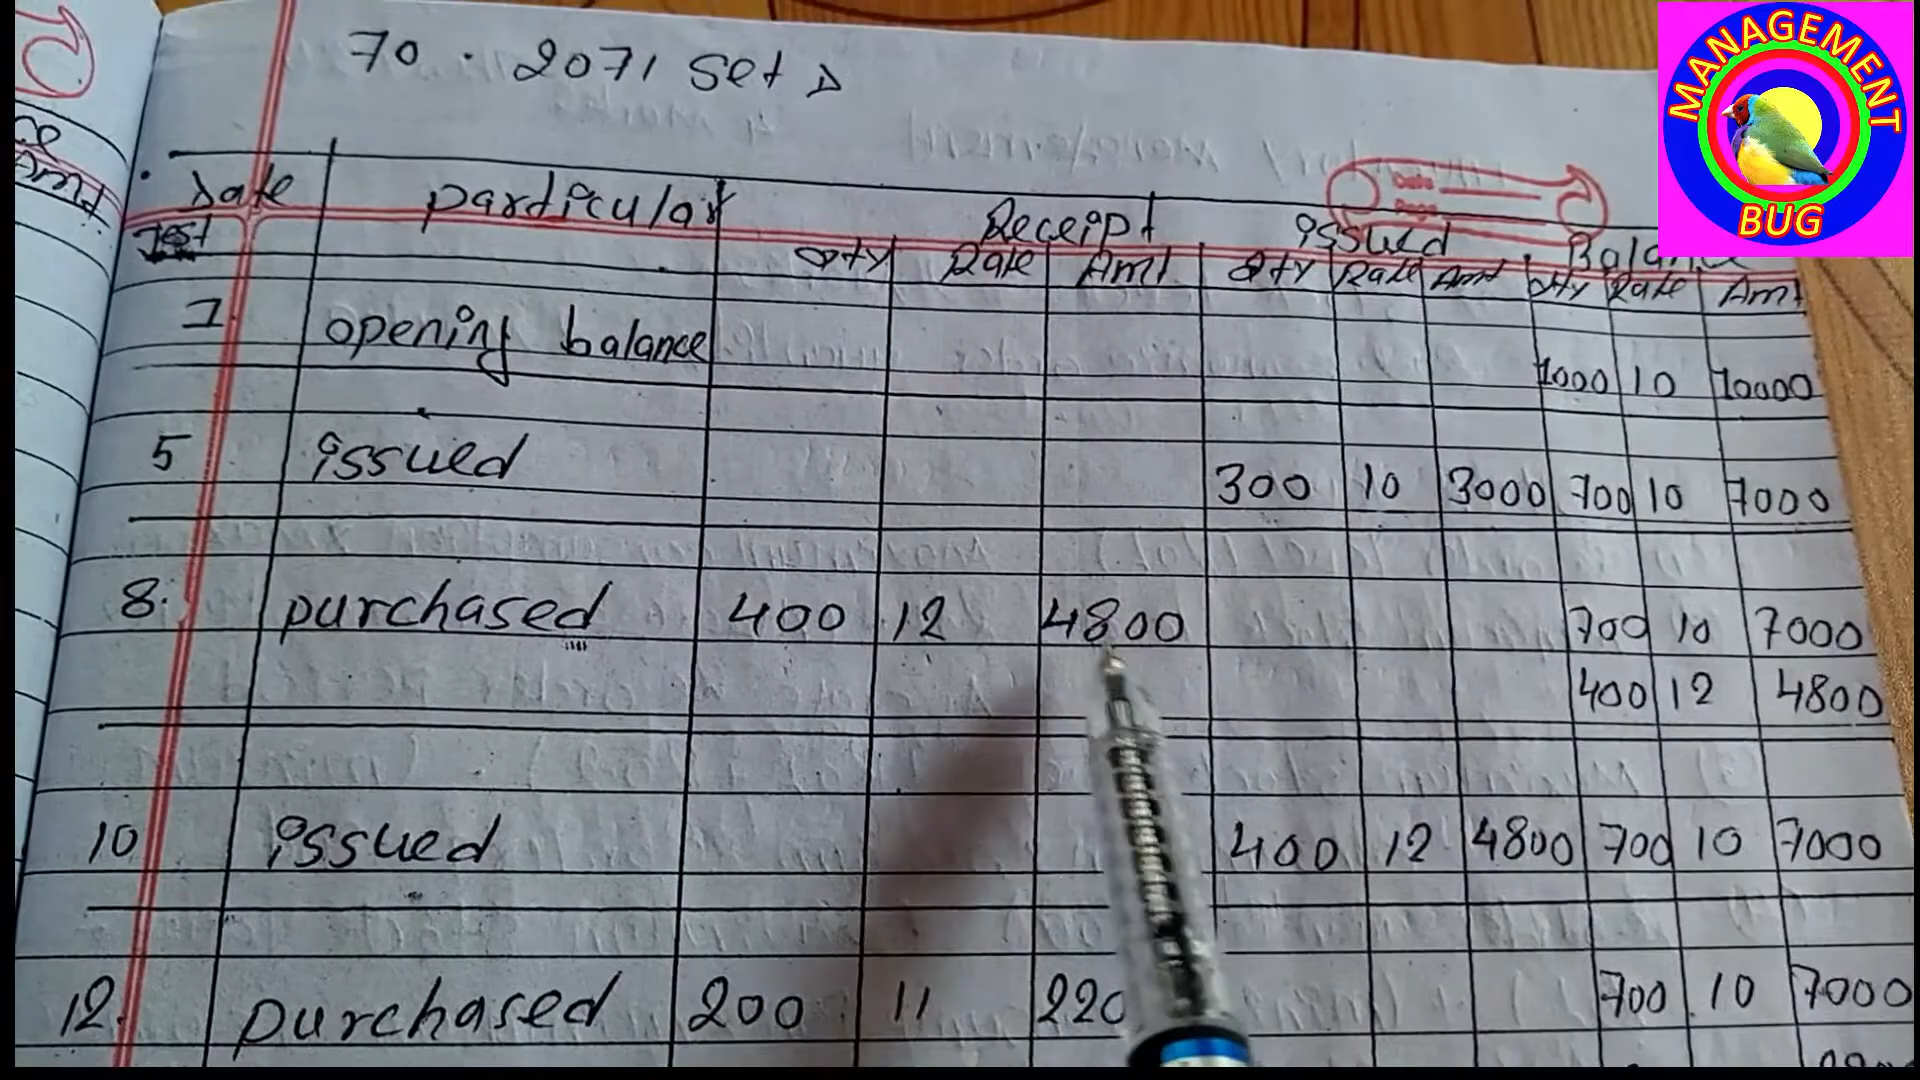 MANAGEMENT
BUG
70. 2071 Set D
Date Particular Receipt issued Balance
Qty Rate Amt Qty Rate Amt Qty Rate Amt
1 opening balance 1000 10 10000
5 issued 300 10 3000 700 10 7000
8. purchased 400 12 4800 700 10 7000
400 12 4800
10 issued 400 12 4800 700 10 7000
12. purchased 200 11 220 700 10 7000